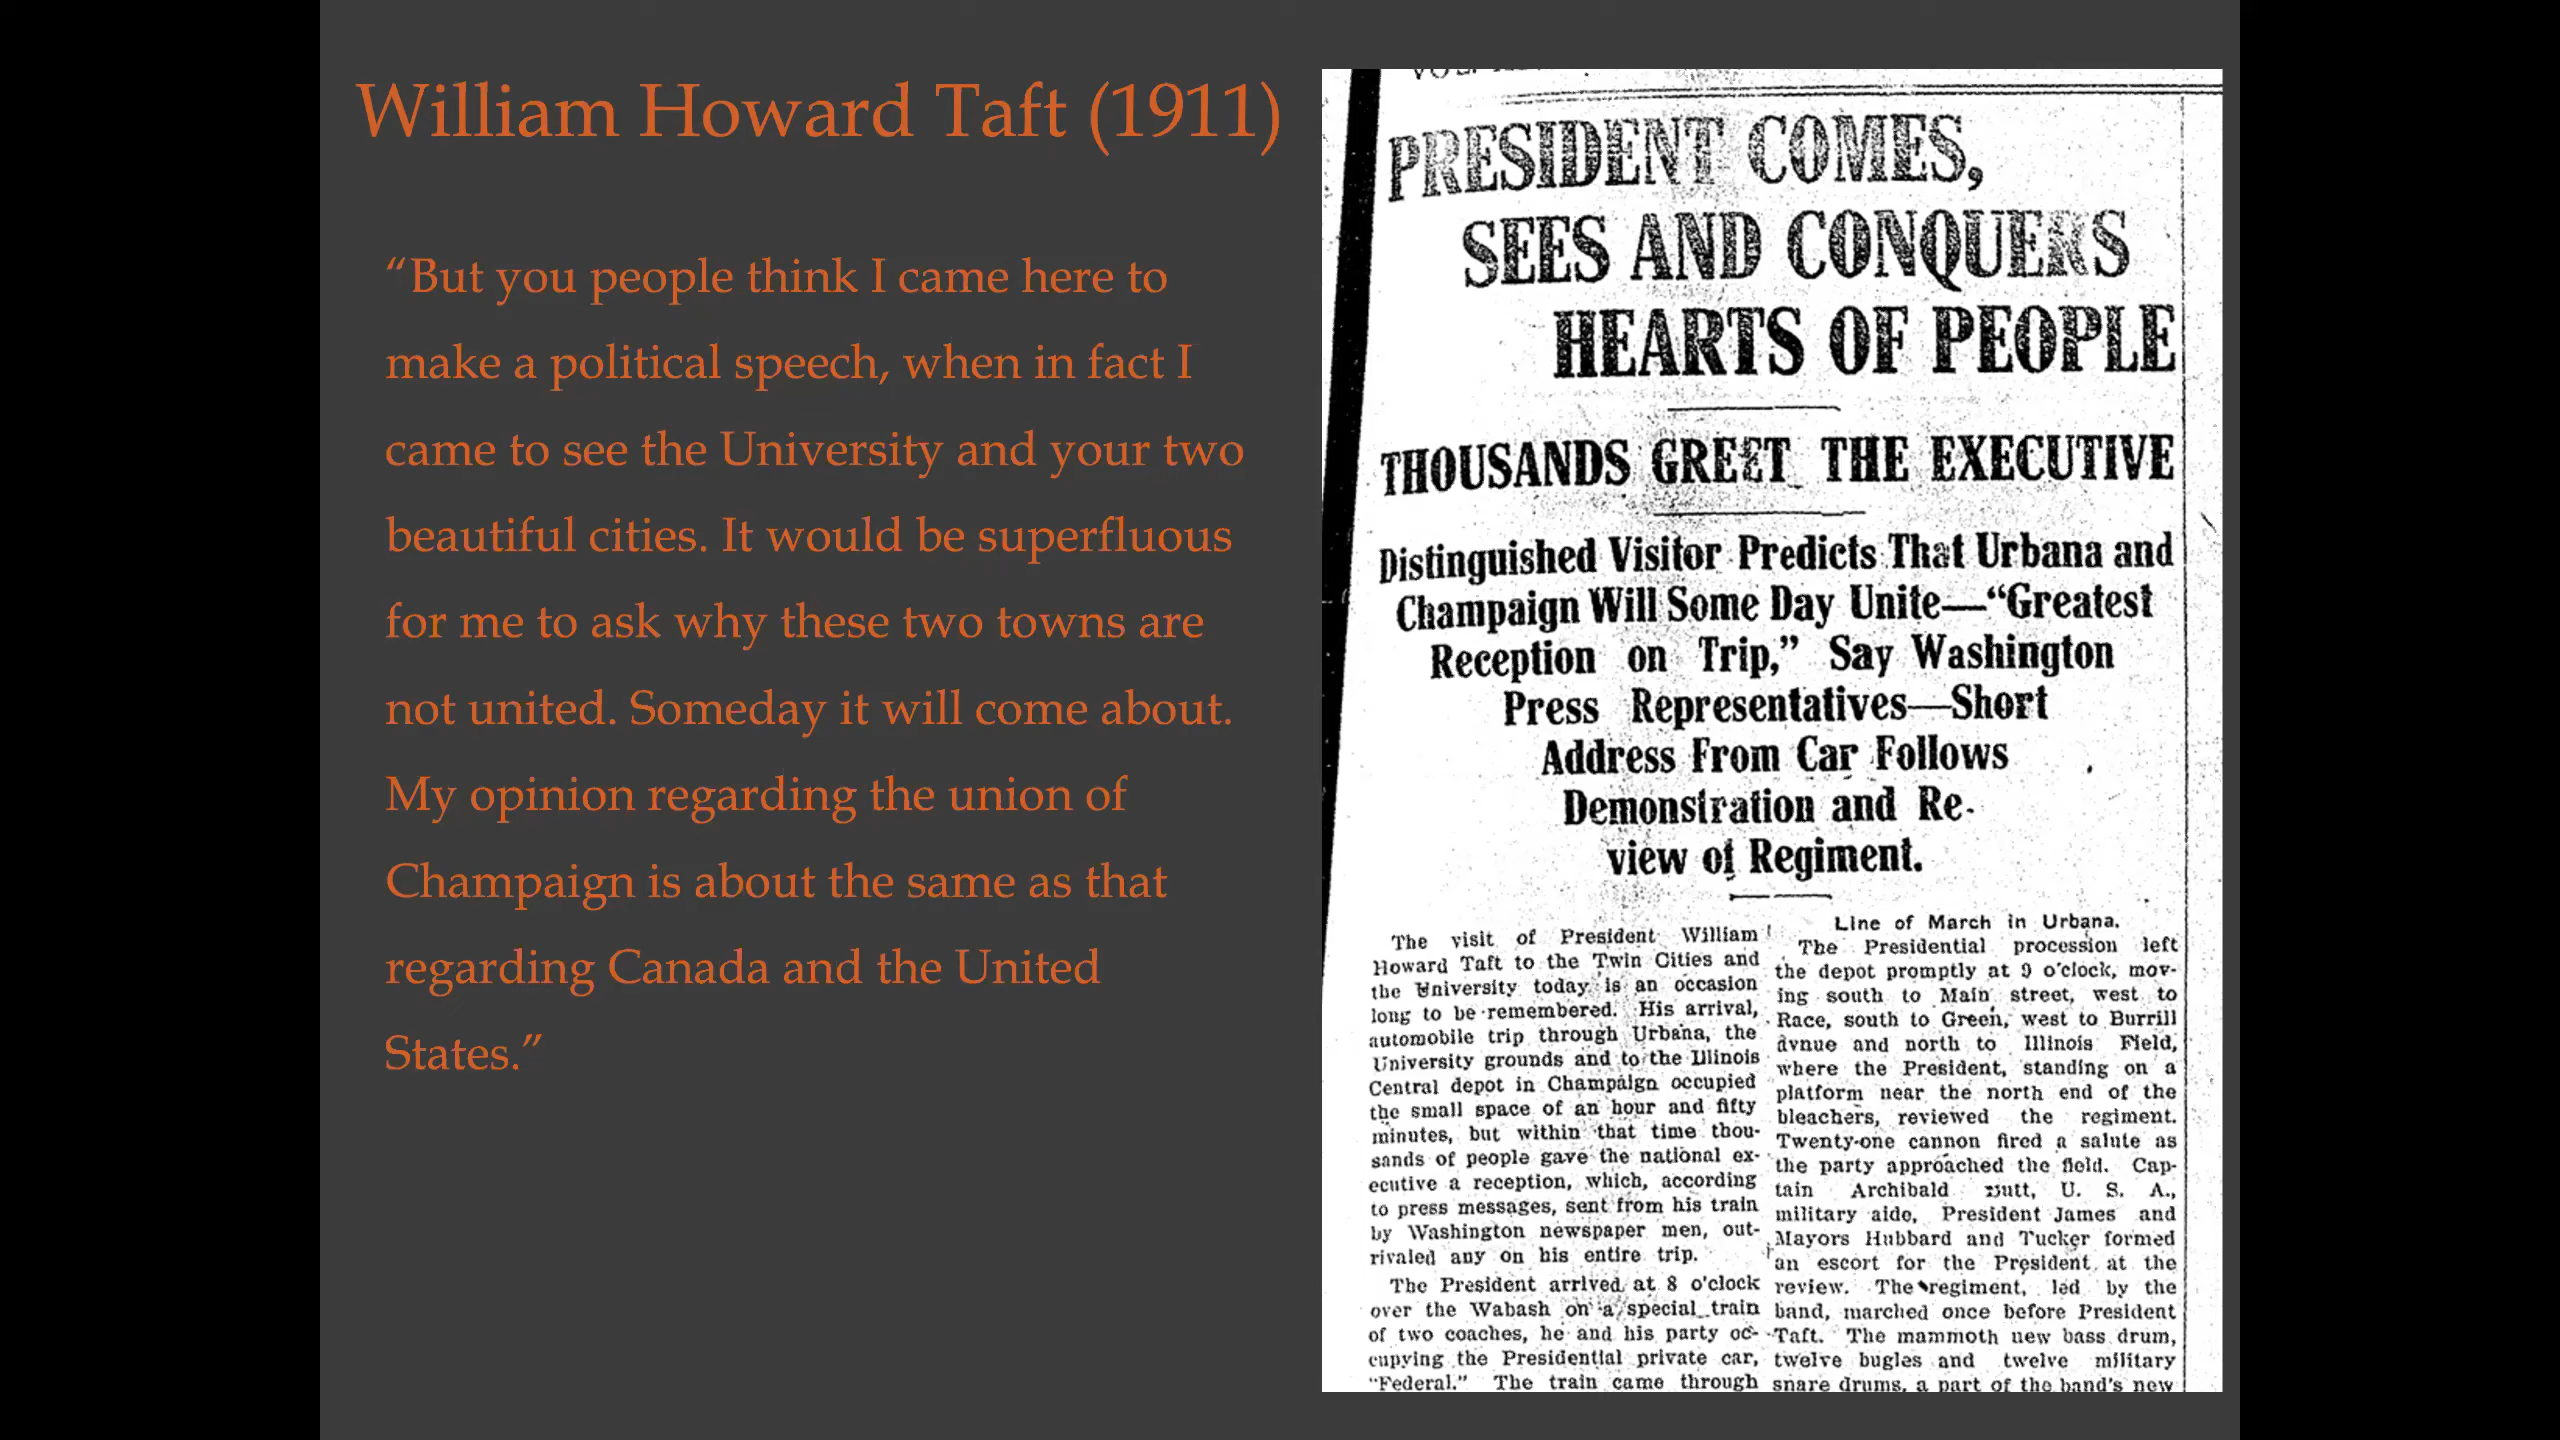 William Howard Taft (1911)
“But you people think I came here to
make a political speech, when in fact I
came to see the University and your two
beautiful cities. It would be superfluous
for me to ask why these two towns are
not united. Someday it will come about.
My opinion regarding the union of
Champaign is about the same as that
regarding Canada and the United
States.”
PRESIDENT COMES,
SEES AND CONQUERS
HEARTS OF PEOPLE
THOUSANDS GREET THE EXECUTIVE
Distinguished Visitor Predicts That Urbana and
Champaign Will Some Day Unite—“Greatest
Reception on Trip,” Say Washington
Press Representatives—Short
Address From Car Follows
Demonstration and Re-
view of Regiment.
The visit of President William
Howard Taft to the Twin Cities and
the University today is an occasion
long to be remembered. His arrival,
automobile trip through Urbana, the
University grounds and to the Illinois
Central depot in Champaign occupied
the small space of an hour and fifty
minutes, but within that time thou-
sands of people gave the national ex-
ecutive a reception, which, according
to press messages, sent from his train
by Washington newspaper men, out-
rivaled any on his entire trip.
The President arrived at 8 o'clock
over the Wabash on a special train
of two coaches, he and his party oc-
cupying the Presidential private car,
“Federal.” The train came through
Line of March in Urbana.
The Presidential procession left
the depot promptly at 9 o'clock, mov-
ing south to Main street, west to
Race, south to Green, west to Burrill
avnue and north to Illinois Field,
where the President, standing on a
platform near the north end of the
bleachers, reviewed the regiment.
Twenty-one cannon fired a salute as
the party approached the field. Cap-
tain Archibald Butt, U. S. A.,
military aide, President James and
Mayors Hubbard and Tucker formed
an escort for the President at the
review. The regiment, led by the
band, marched once before President
Taft. The mammoth new bass drum,
twelve bugles and twelve military
snare drums, a part of the band's new